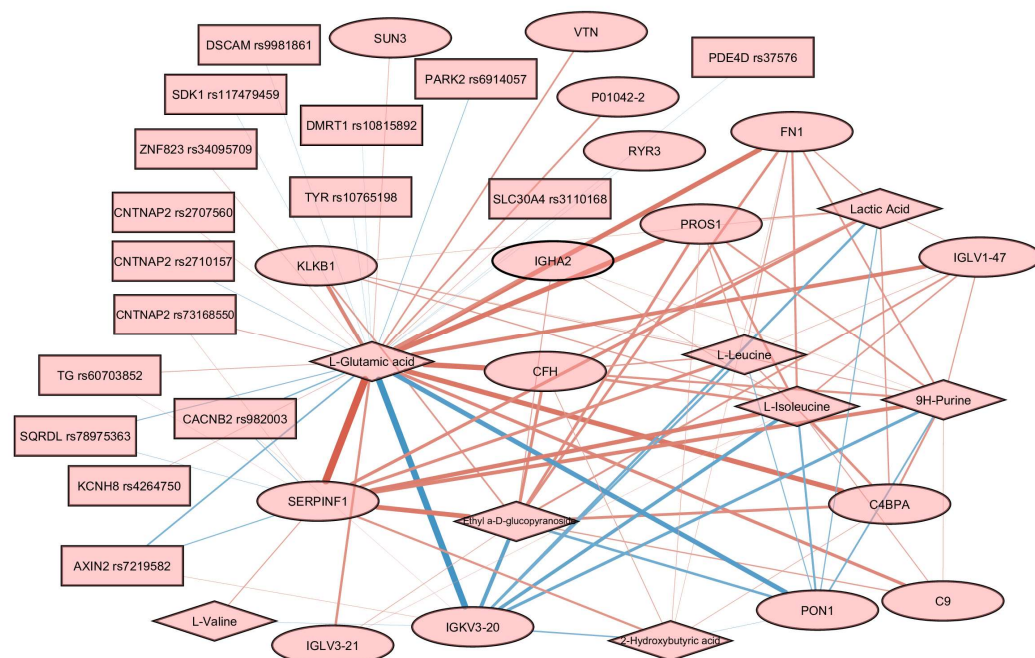 SUN3
VTN
DSCAM rs9981861
PDE4D rs37576
PARK2 rs6914057
SDK1 rs117479459
P01042-2
DMRT1 rs10815892
FN1
ZNF823 rs34095709
RYR3
TYR rs10765198
SLC30A4 rs3110168
CNTNAP2 rs2707560
Lactic Acid
PROS1
IGLV1-47
CNTNAP2 rs2710157
KLKB1
IGHA2
CNTNAP2 rs73168550
L-Glutamic acid
L-Leucine
CFH
TG rs60703852
9H-Purine
L-Isoleucine
CACNB2 rs982003
SQRDL rs78975363
KCNH8 rs4264750
SERPINF1
C4BPA
Ethyl a-D-glucopyranoside
AXIN2 rs7219582
C9
PON1
L-Valine
IGKV3-20
2-Hydroxybutyric acid
IGLV3-21